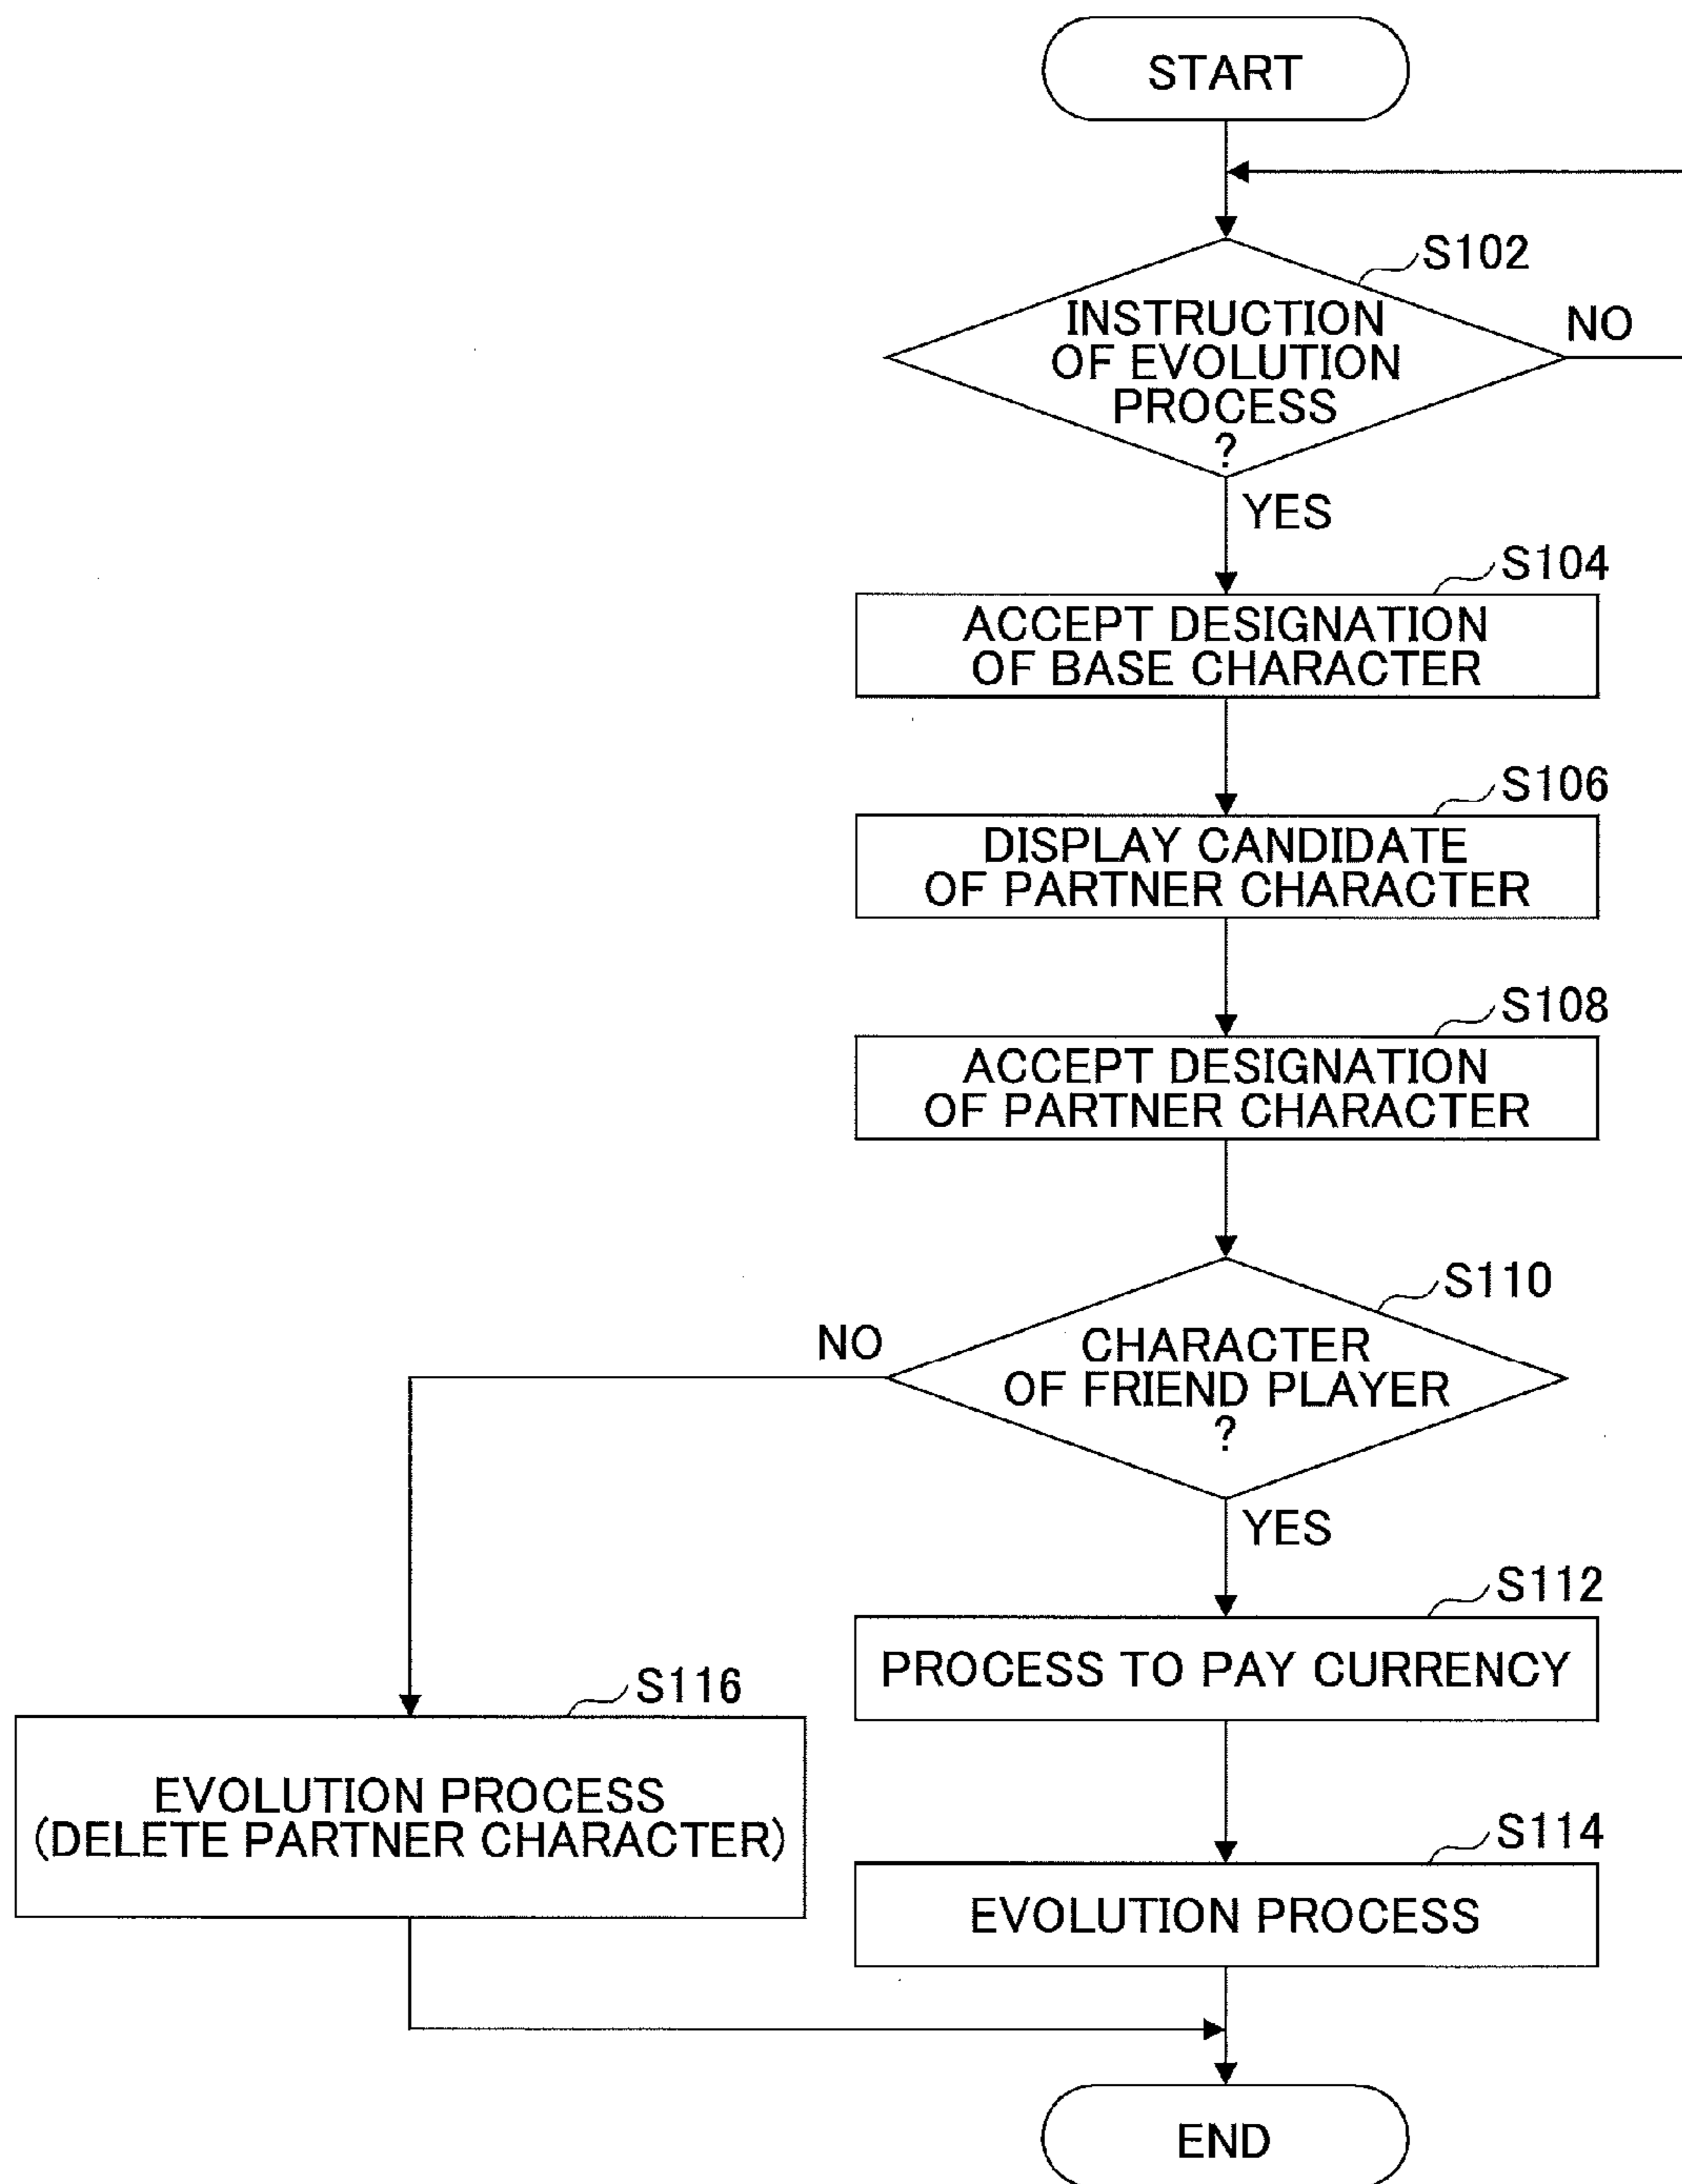 START
S102
INSTRUCTION
OF EVOLUTION
PROCESS
?
NO
YES
S104
ACCEPT DESIGNATION
OF BASE CHARACTER
S106
DISPLAY CANDIDATE
OF PARTNER CHARACTER
S108
ACCEPT DESIGNATION
OF PARTNER CHARACTER
S110
CHARACTER
OF FRIEND PLAYER
?
NO
YES
S112
PROCESS TO PAY CURRENCY
S116
EVOLUTION PROCESS
(DELETE PARTNER CHARACTER)
S114
EVOLUTION PROCESS
END